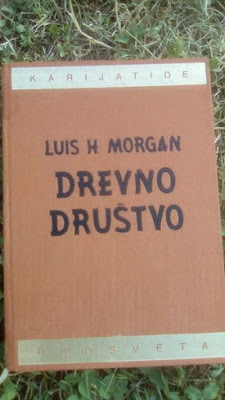 KARIJATIDE
LUIS H MORGAN
DREVNO
DRUŠTVO
PROSVETA